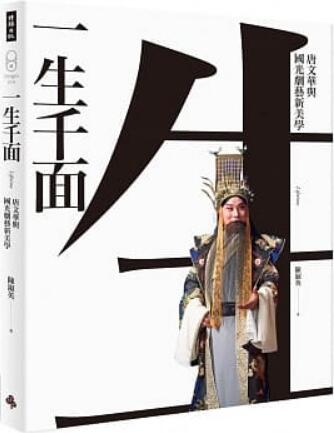 一生千面
唐文華與
國光劇藝新美學
陳淑英
生
一生千面
唐文華與
國光劇藝新美學
陳淑英